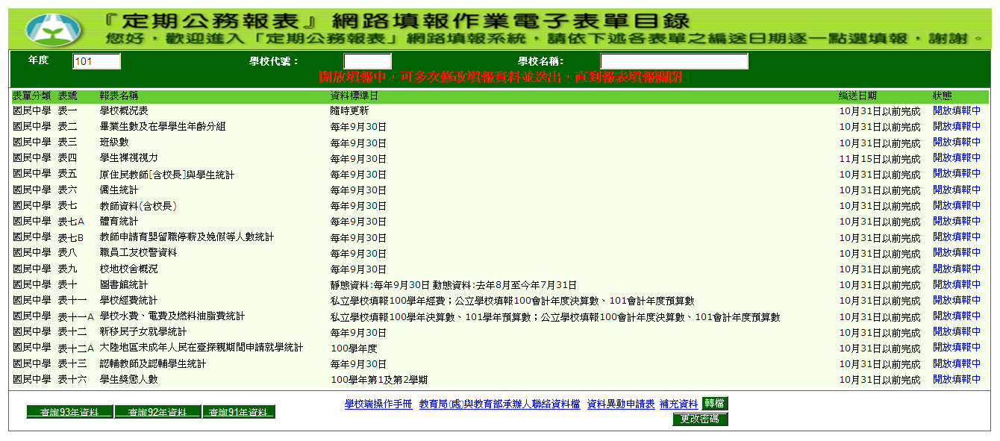 『定期公務報表』網路填報作業電子表單目錄
您好，歡迎進入「定期公務報表」網路填報系統，請依下述各表單之編送日期逐一點選填報，謝謝。
年度 101 學校代號： 學校名稱:
開放填報中，可多次修改填報資料並送出，直到報表填報關閉
表單分類 表號 報表名稱 資料標準日 編送日期 狀態
國民中學 表一 學校概況表 隨時更新 10月31日以前完成 開放填報中
國民中學 表二 畢業生數及在學學生年齡分組 每年9月30日 10月31日以前完成 開放填報中
國民中學 表三 班級數 每年9月30日 10月31日以前完成 開放填報中
國民中學 表四 學生裸視視力 每年9月30日 11月15日以前完成 開放填報中
國民中學 表五 原住民教師[含校長]與學生統計 每年9月30日 10月31日以前完成 開放填報中
國民中學 表六 僑生統計 每年9月30日 10月31日以前完成 開放填報中
國民中學 表七 教師資料(含校長) 每年9月30日 10月31日以前完成 開放填報中
國民中學 表七A 體育統計 每年9月30日 10月31日以前完成 開放填報中
國民中學 表七B 教師申請育嬰留職停薪及娩假等人數統計 每年9月30日 10月31日以前完成 開放填報中
國民中學 表八 職員工友校警資料 每年9月30日 10月31日以前完成 開放填報中
國民中學 表九 校地校舍概況 每年9月30日 10月31日以前完成 開放填報中
國民中學 表十 圖書館統計 靜態資料:每年9月30日 動態資料:去年8月至今年7月31日 10月31日以前完成 開放填報中
國民中學 表十一 學校經費統計 私立學校填報100學年經費；公立學校填報100會計年度決算數、101會計年度預算數 10月31日以前完成 開放填報中
國民中學 表十一A 學校水費、電費及燃料油脂費統計 私立學校填報100學年決算數、101學年預算數；公立學校填報100會計年度決算數、101會計年度預算數 10月31日以前完成 開放填報中
國民中學 表十二 新移民子女就學統計 每年9月30日 10月31日以前完成 開放填報中
國民中學 表十二A 大陸地區未成年人民在臺探親期間申請就學統計 100學年度 10月31日以前完成 開放填報中
國民中學 表十三 認輔教師及認輔學生統計 每年9月30日 10月31日以前完成 開放填報中
國民中學 表十六 學生獎懲人數 100學年第1及第2學期 10月31日以前完成 開放填報中
查詢93年資料 查詢92年資料 查詢91年資料 學校端操作手冊 教育局(處)與教育部承辦人聯絡資料檔 資料異動申請表 補充資料 轉檔
更改密碼